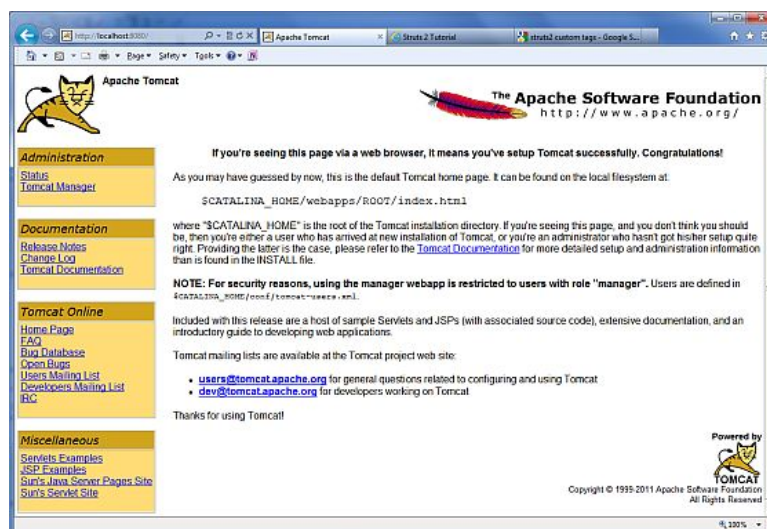 http://localhost:8080/
Apache Tomcat
Struts 2 Tutorial
struts2 custom tags - Google S...
Page Safety Tools
Apache Tomcat
The Apache Software Foundation
http://www.apache.org/
Administration
Status
Tomcat Manager
Documentation
Release Notes
Change Log
Tomcat Documentation
Tomcat Online
Home Page
FAQ
Bug Database
Open Bugs
Users Mailing List
Developers Mailing List
IRC
Miscellaneous
Servlets Examples
JSP Examples
Sun's Java Server Pages Site
Sun's Servlet Site
If you're seeing this page via a web browser, it means you've setup Tomcat successfully. Congratulations!
As you may have guessed by now, this is the default Tomcat home page. It can be found on the local filesystem at:
$CATALINA_HOME/webapps/ROOT/index.html
where "$CATALINA_HOME" is the root of the Tomcat installation directory. If you're seeing this page, and you don't think you should
be, then you're either a user who has arrived at new installation of Tomcat, or you're an administrator who hasn't got his/her setup quite
right. Providing the latter is the case, please refer to the Tomcat Documentation for more detailed setup and administration information
than is found in the INSTALL file.
NOTE: For security reasons, using the manager webapp is restricted to users with role "manager". Users are defined in
$CATALINA_HOME/conf/tomcat-users.xml.
Included with this release are a host of sample Servlets and JSPs (with associated source code), extensive documentation, and an
introductory guide to developing web applications.
Tomcat mailing lists are available at the Tomcat project web site:
users@tomcat.apache.org for general questions related to configuring and using Tomcat
dev@tomcat.apache.org for developers working on Tomcat
Thanks for using Tomcat!
Powered by
TOMCAT
Copyright © 1999-2011 Apache Software Foundation
All Rights Reserved
100%